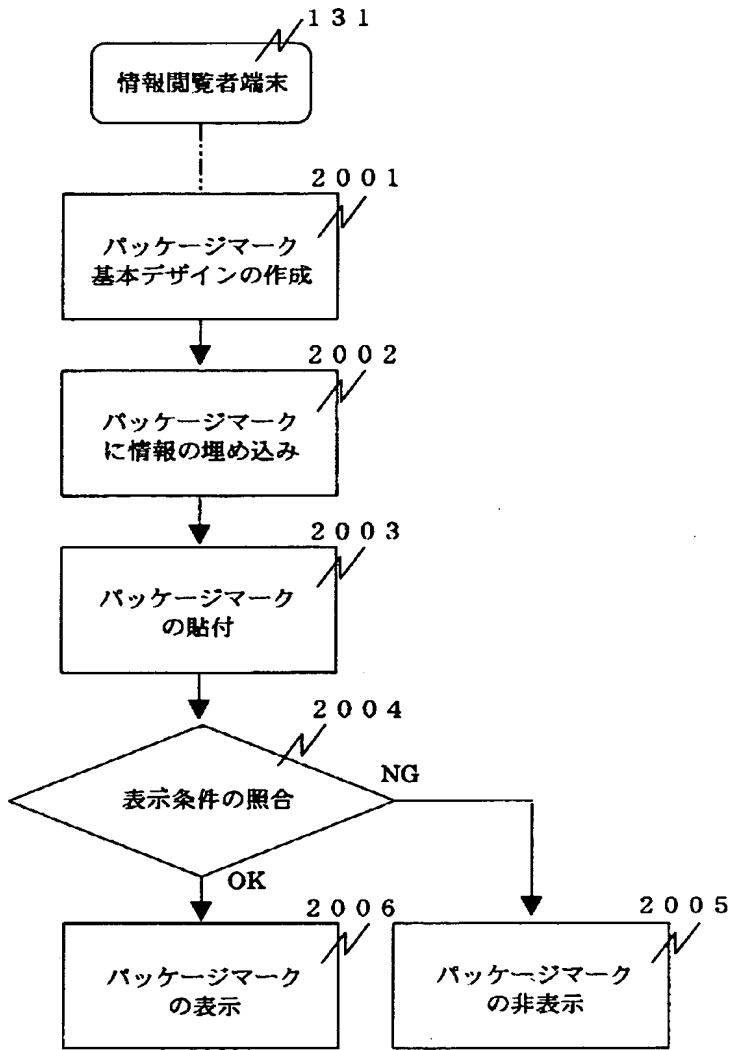 １３１
情報閲覧者端末
２００１
パッケージマーク
基本デザインの作成
２００２
パッケージマーク
に情報の埋め込み
２００３
パッケージマーク
の貼付
２００４
表示条件の照合
NG
OK
２００６
パッケージマーク
の表示
２００５
パッケージマーク
の非表示